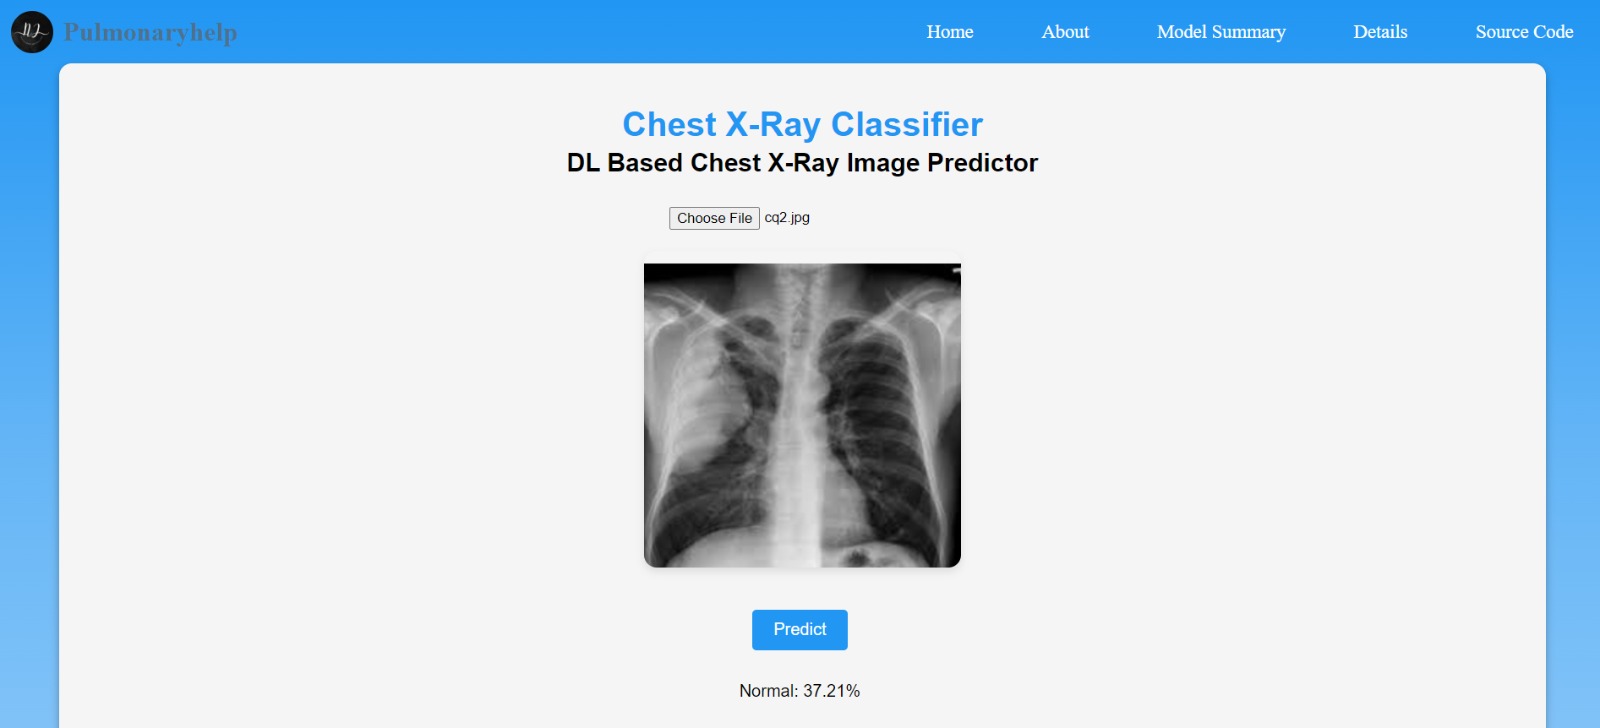 Pulmonaryhelp
Home About Model Summary Details Source Code
Chest X-Ray Classifier
DL Based Chest X-Ray Image Predictor
Choose File cq2.jpg
Predict
Normal: 37.21%